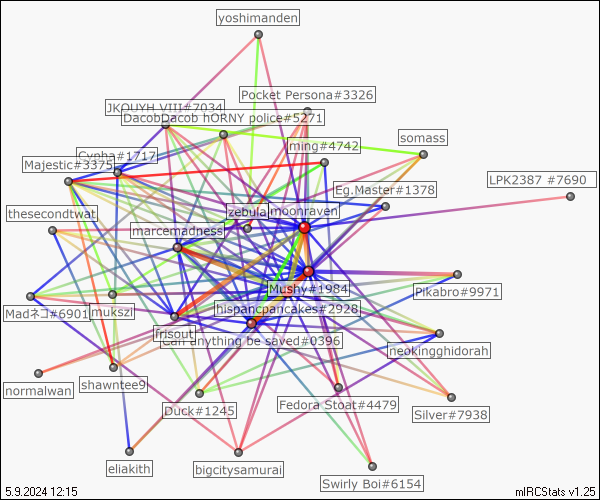 yoshimanden
Pocket Persona#3326
JKOUYH VIII#7034
DacobDacob hORNY police#5271
somass
ming#4742
Cypha#1717
Majestic#3375
LPK2387 #7690
Eg.Master#1378
thesecondtwat
zebula
moonraven
marcemadness
Mushy#1984
Pikabro#9971
Madネコ#6901
mukszl
hispancpancakes#2928
frisout
Can anything be saved#0396
neokingghidorah
normalwan
shawntee9
Duck#1245
Fedora Stoat#4479
Silver#7938
eliakith
bigcitysamurai
Swirly Boi#6154
5.9.2024 12:15
mIRCStats v1.25